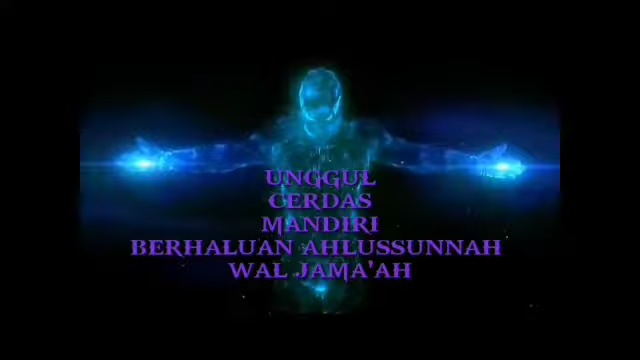 UNGGUL
CERDAS
MANDIRI
BERHALUAN AHLUSSUNNAH
WAL JAMA'AH